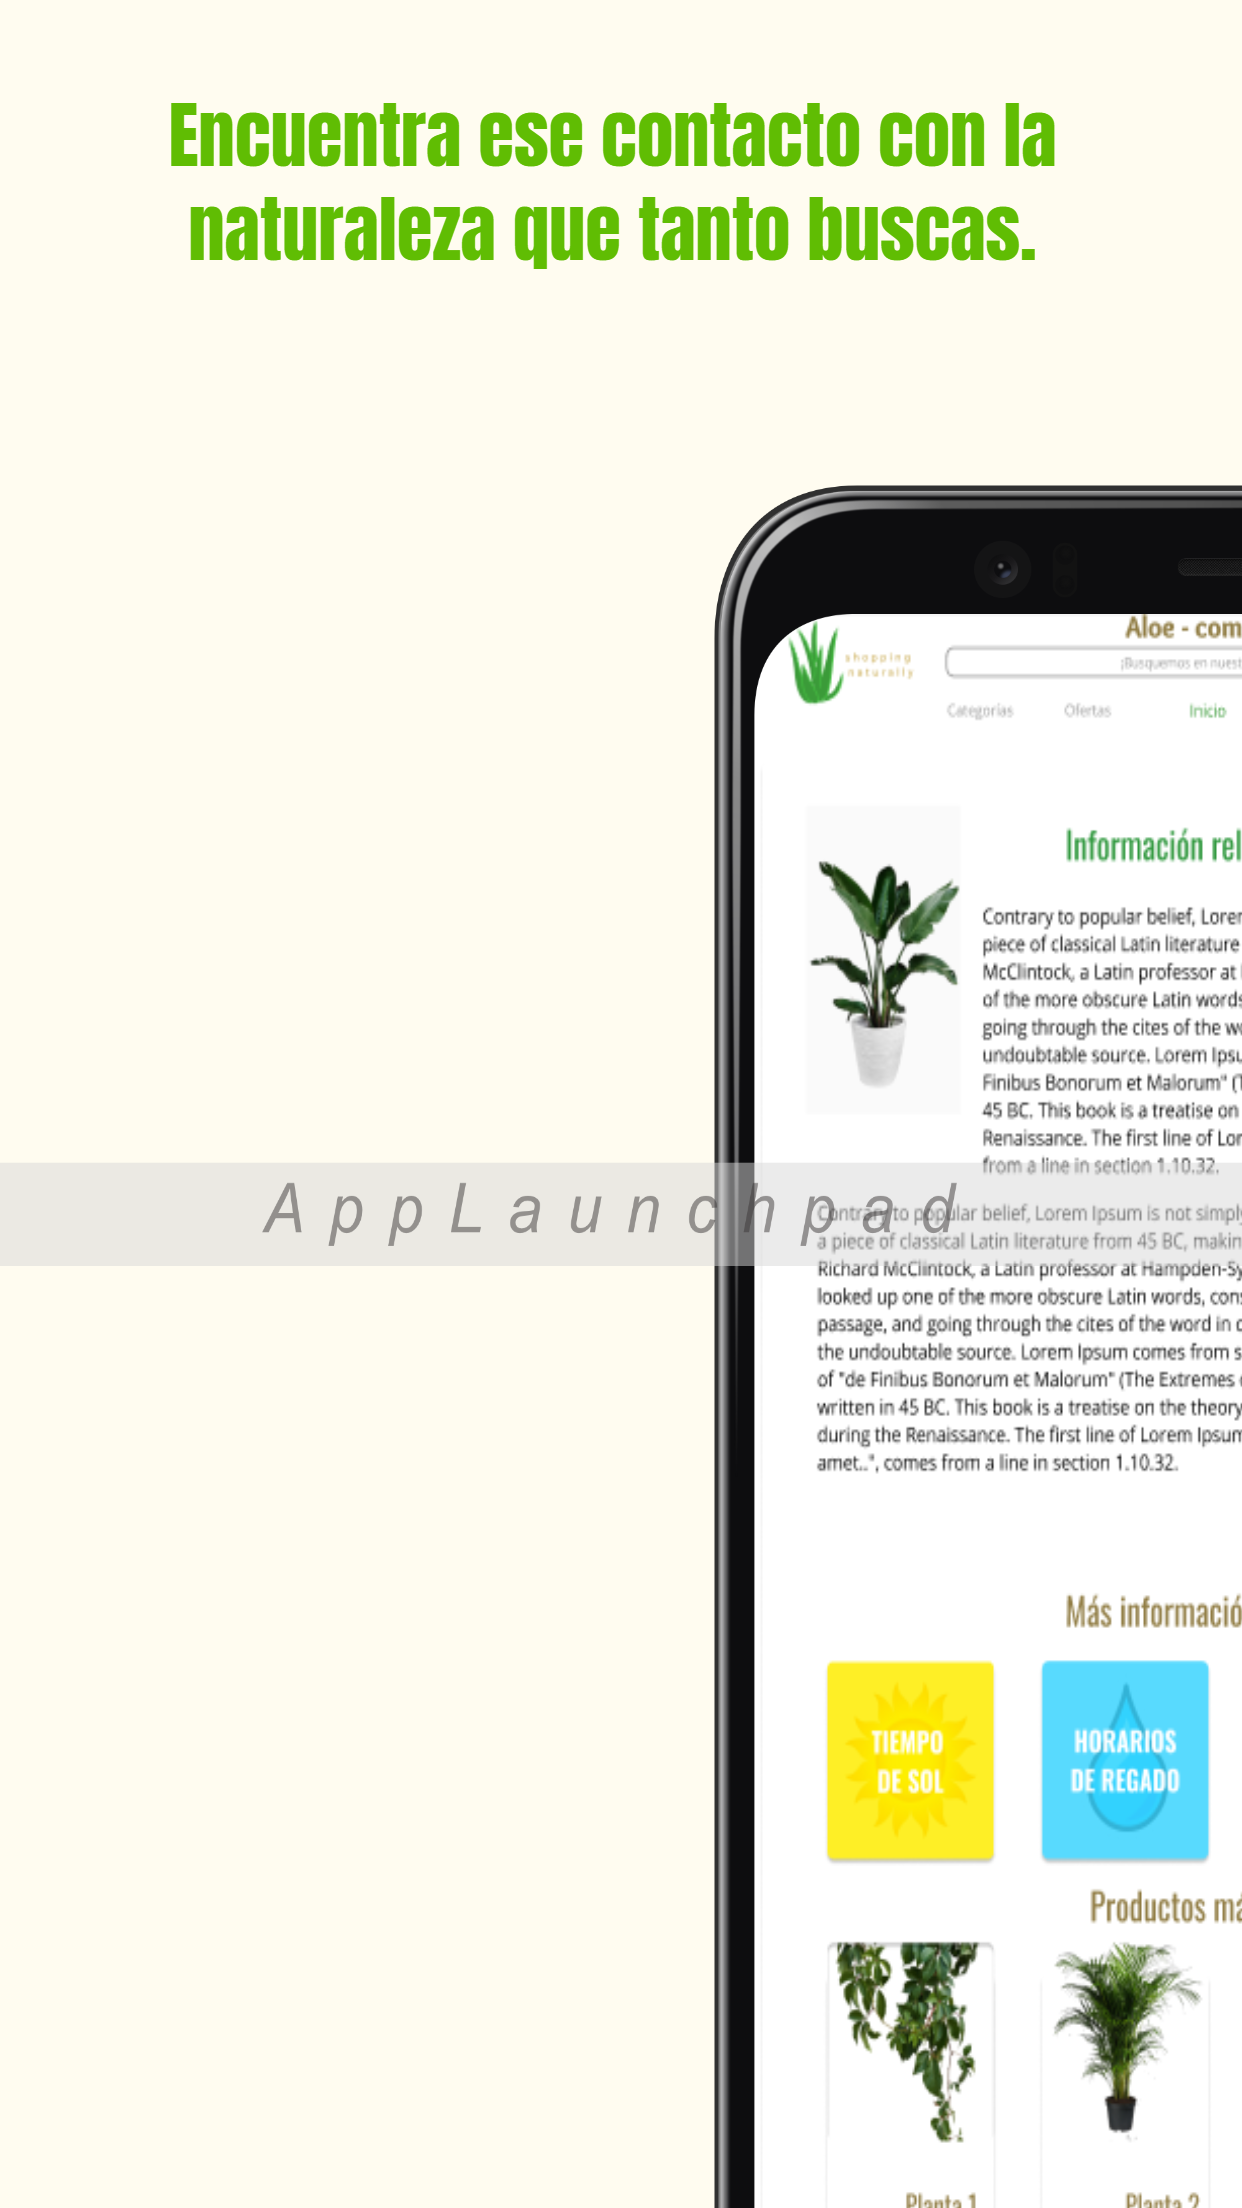 Encuentra ese contacto con la
naturaleza que tanto buscas.
Aloe - com
shopping
naturally
¡Busquemos en nuest
Categorías Ofertas Inicio
Información rel
Contrary to popular belief, Lorer
piece of classical Latin literature
McClintock, a Latin professor at
of the more obscure Latin words
going through the cites of the wo
undoubtable source. Lorem Ipsu
Finibus Bonorum et Malorum" (T
45 BC. This book is a treatise on
Renaissance. The first line of Lor
from a line in section 1.10.32.
AppLaunchpad
Contrary to popular belief, Lorem Ipsum is not simply
a piece of classical Latin literature from 45 BC, makin
Richard McClintock, a Latin professor at Hampden-Sy
looked up one of the more obscure Latin words, cons
passage, and going through the cites of the word in c
the undoubtable source. Lorem Ipsum comes from s
of "de Finibus Bonorum et Malorum" (The Extremes
written in 45 BC. This book is a treatise on the theory
during the Renaissance. The first line of Lorem Ipsum
amet..", comes from a line in section 1.10.32.
Más informació
TIEMPO
DE SOL
HORARIOS
DE REGADO
Productos má
Planta 1 Planta 2